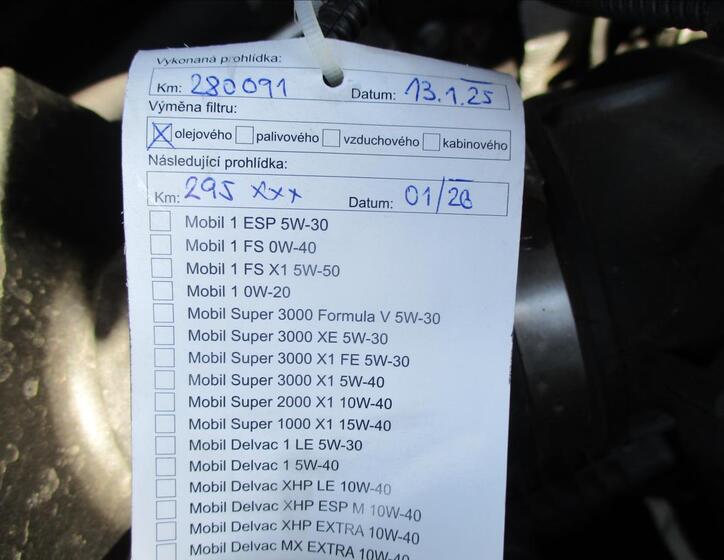 Vykonaná prohlídka:
Km: 280091 Datum: 13.1.25
Výměna filtru:
olejového palivového vzduchového kabinového
Následující prohlídka:
Km: 295 xxx Datum: 01/26
Mobil 1 ESP 5W-30
Mobil 1 FS 0W-40
Mobil 1 FS X1 5W-50
Mobil 1 0W-20
Mobil Super 3000 Formula V 5W-30
Mobil Super 3000 XE 5W-30
Mobil Super 3000 X1 FE 5W-30
Mobil Super 3000 X1 5W-40
Mobil Super 2000 X1 10W-40
Mobil Super 1000 X1 15W-40
Mobil Delvac 1 LE 5W-30
Mobil Delvac 1 5W-40
Mobil Delvac XHP LE 10W-40
Mobil Delvac XHP ESP M 10W-40
Mobil Delvac XHP EXTRA 10W-40
Mobil Delvac MX EXTRA 10W-40